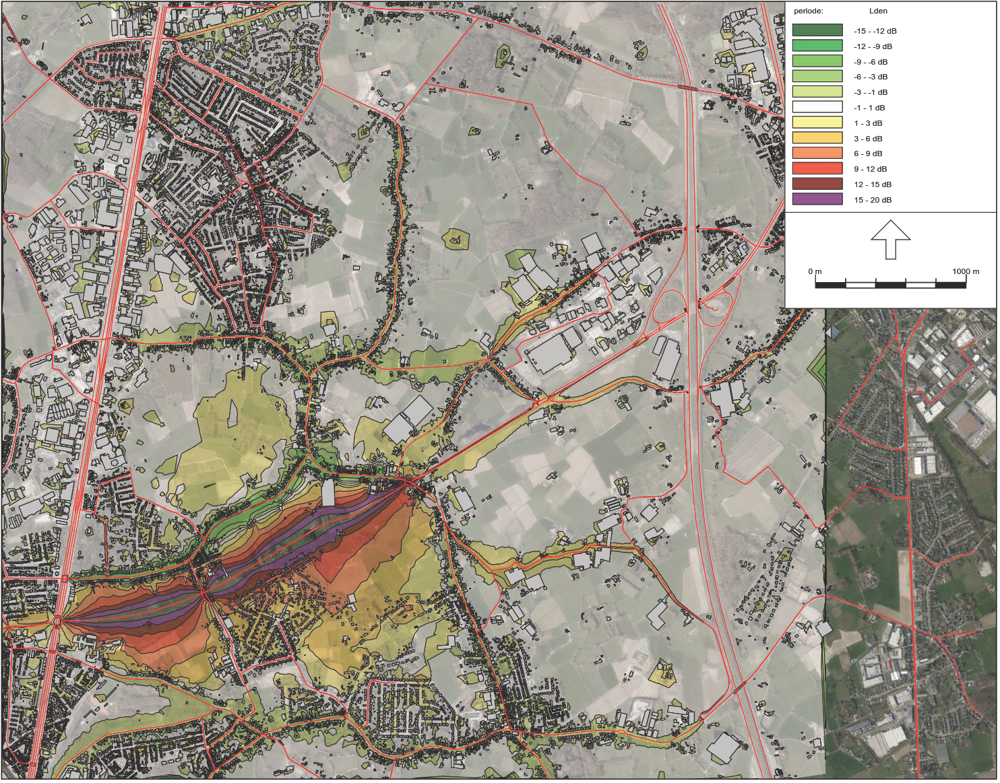 periode: Lden
-15 - -12 dB
-12 - -9 dB
-9 - -6 dB
-6 - -3 dB
-3 - -1 dB
-1 - 1 dB
1 - 3 dB
3 - 6 dB
6 - 9 dB
9 - 12 dB
12 - 15 dB
15 - 20 dB
0 m 1000 m